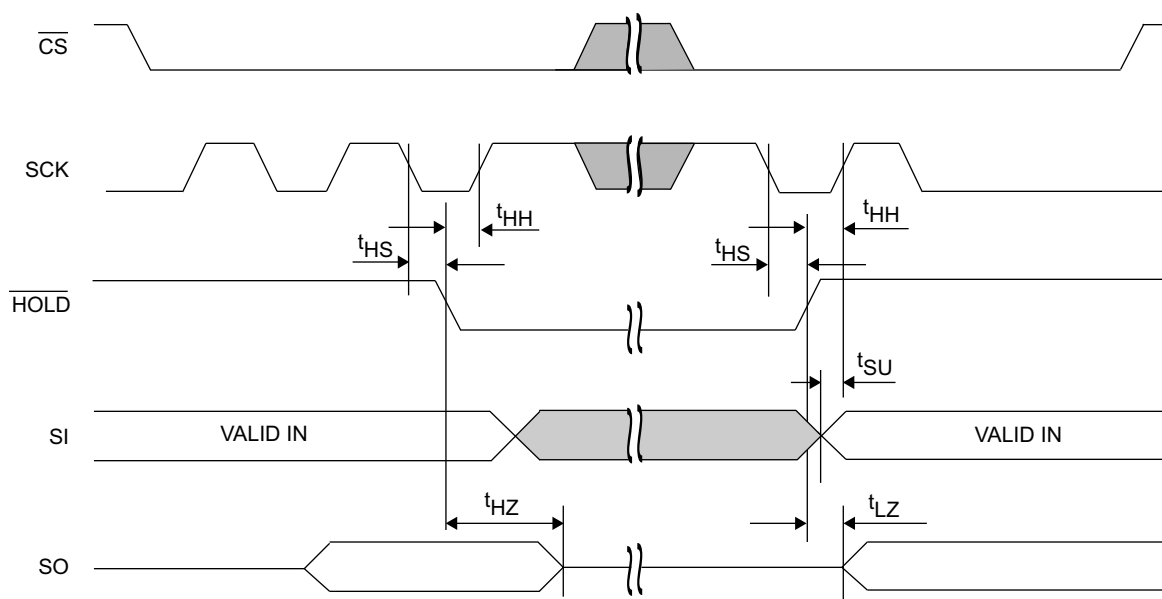 CS
SCK
tHH
tHH
tHS
tHS
HOLD
tSU
SI
VALID IN
VALID IN
tHZ
tLZ
SO